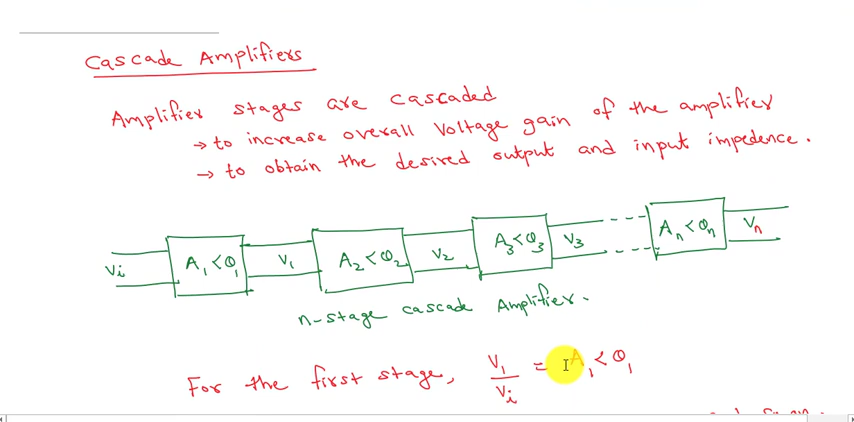 Cascade Amplifiers
Amplifier stages are cascaded
→ to increase overall voltage gain of the amplifier
→ to obtain the desired output and input impedence.
Vi A₁<Θ₁ V₁ A₂<Θ₂ V₂ A₃<Θ₃ V₃ Aₙ<Θₙ Vₙ
n-stage cascade Amplifier.
For the first stage, V₁/Vi = A₁<Θ₁